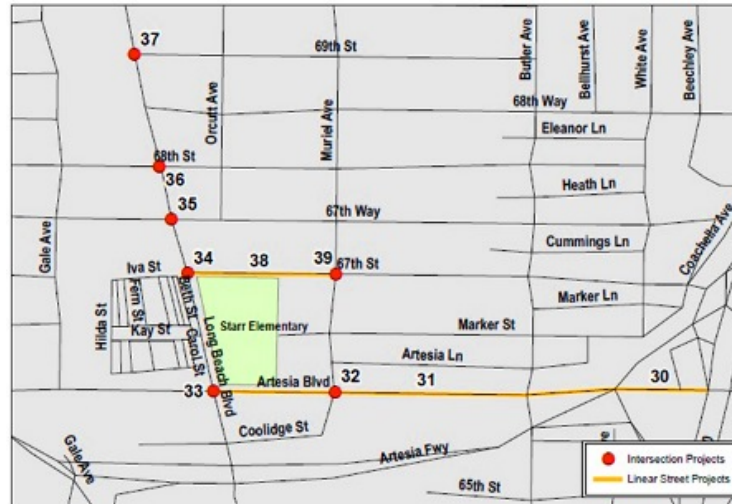 37
69th St
Butler Ave
Bellhurst Ave
White Ave
Beechley Ave
Orcutt Ave
Muriel Ave
68th Way
Eleanor Ln
68th St
36
Heath Ln
35
67th Way
Gale Ave
Cummings Ln
Coachella Ave
34
38
39
67th St
Iva St
Hilda St
Fern St
Beth St
Marker Ln
Kay St
Carol St
Long Beach Blvd
Starr Elementary
Marker St
Artesia Ln
33
Artesia Blvd
32
31
30
Coolidge St
Gale Ave
Artesia Fwy
65th St
Intersection Projects
Linear Street Projects